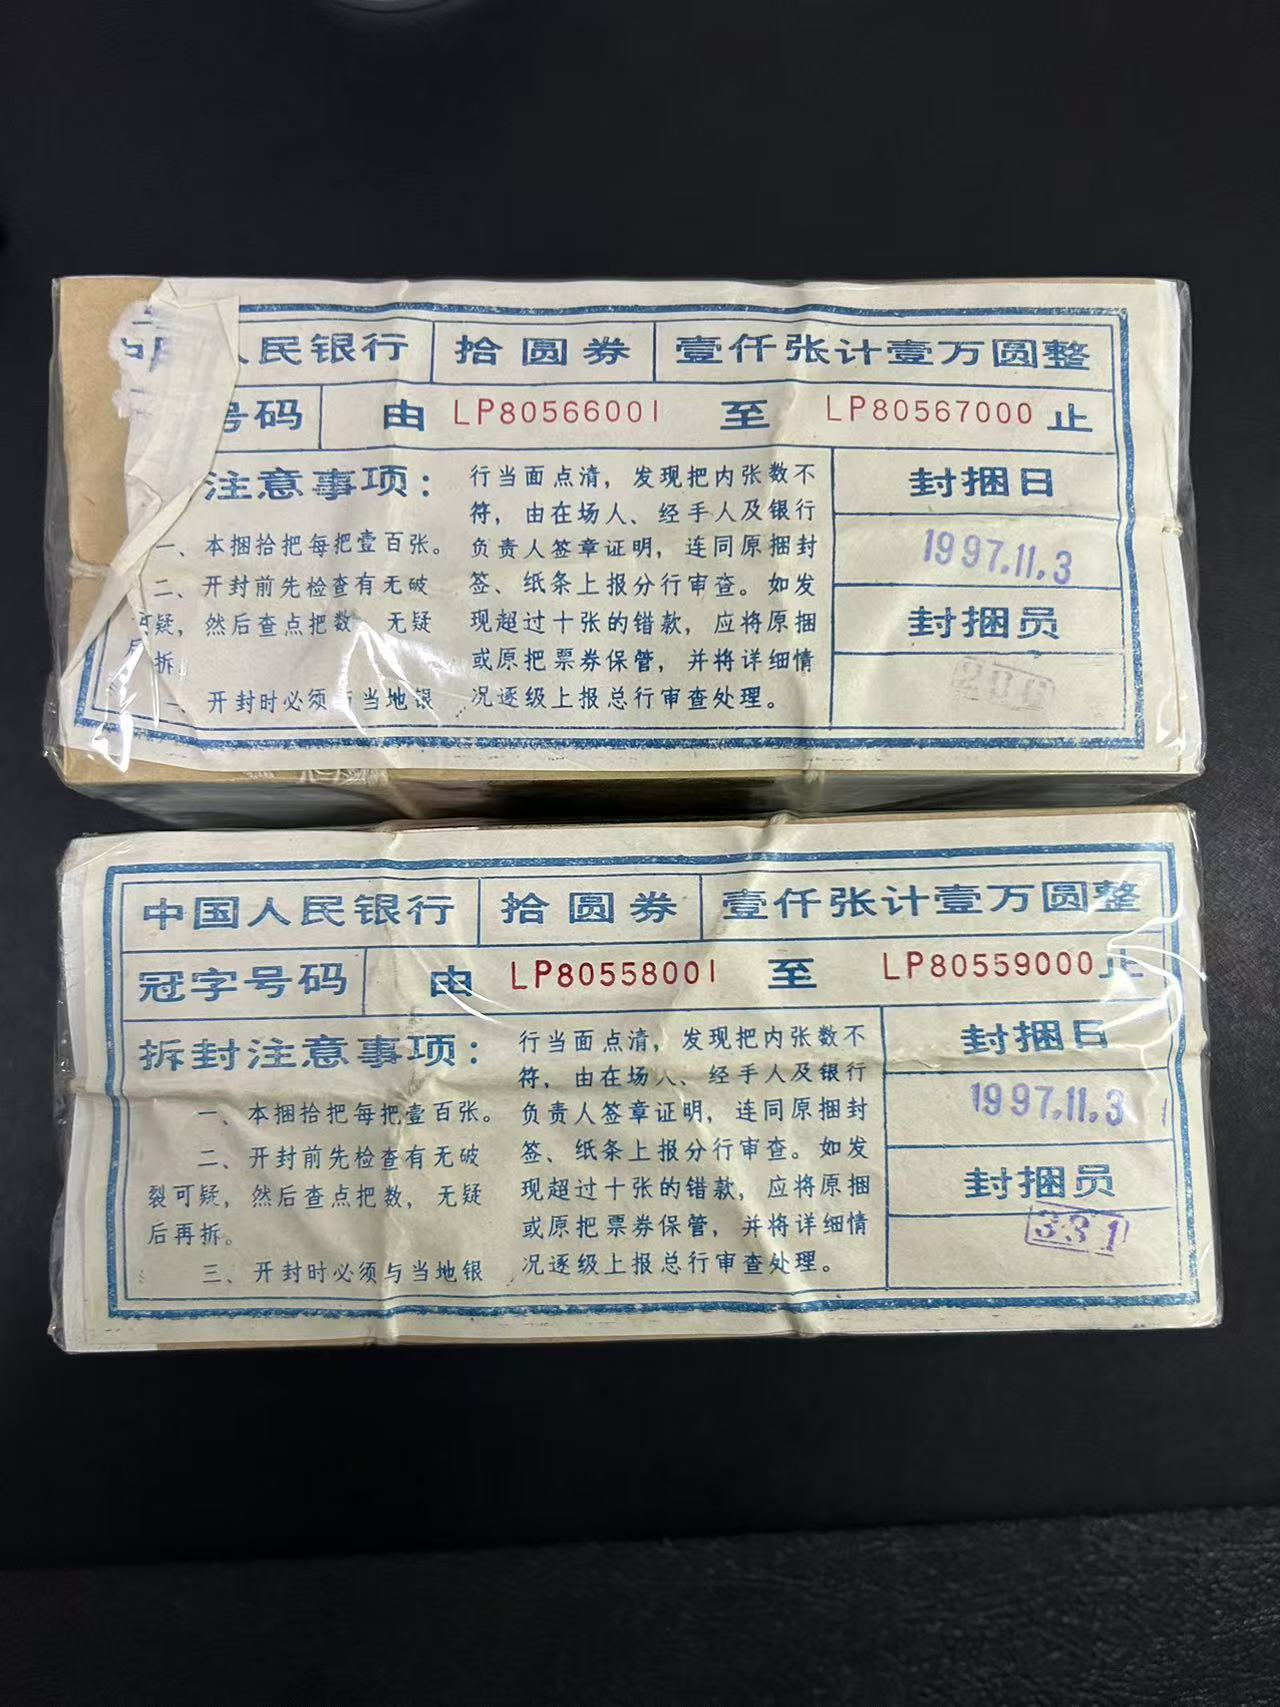 人民银行 拾圆券 壹仟张计壹万圆整
号码 由 LP80566001 至 LP80567000 止
注意事项：
一、本捆拾把每把壹百张。
二、开封前先检查有无破
可疑，然后查点把数，无疑
拆。
开封时必须与当地银
行当面点清，发现把内张数不
符，由在场人、经手人及银行
负责人签章证明，连同原捆封
签、纸条上报分行审查。如发
现超过十张的错款，应将原捆
或原把票券保管，并将详细情
况逐级上报总行审查处理。
封捆日
1997.11.3
封捆员
中国人民银行 拾圆券 壹仟张计壹万圆整
冠字号码 由 LP80558001 至 LP80559000 止
拆封注意事项：
一、本捆拾把每把壹百张。
二、开封前先检查有无破
裂可疑，然后查点把数，无疑
后再拆。
三、开封时必须与当地银
行当面点清，发现把内张数不
符，由在场人、经手人及银行
负责人签章证明，连同原捆封
签、纸条上报分行审查。如发
现超过十张的错款，应将原捆
或原把票券保管，并将详细情
况逐级上报总行审查处理。
封捆日
1997.11.3
封捆员
331